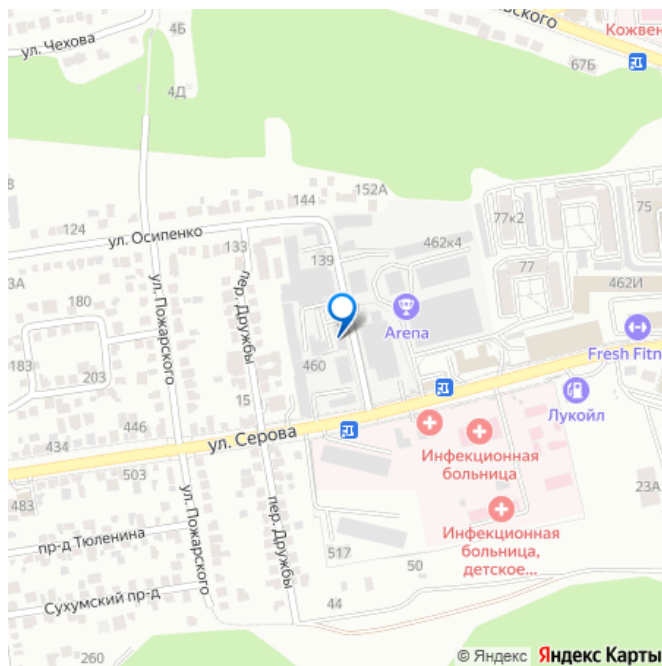 ул. Чехова
4Б
Кожвен
67Б
4Д
152А
144
124
ул. Осипенко
133
139
462к4
77к2
75
77
462И
3А
180
ул. Пожарского
пер. Дружбы
Arena
Fresh Fitn
183
203
460
15
Лукойл
434
446
ул. Серова
Инфекционная
больница
483
503
23А
ул. Пожарского
пер. Дружбы
пр-д Тюленина
517
50
Инфекционная
больница,
детское...
Сухумский пр-д
44
260
© Яндекс Яндекс Карты